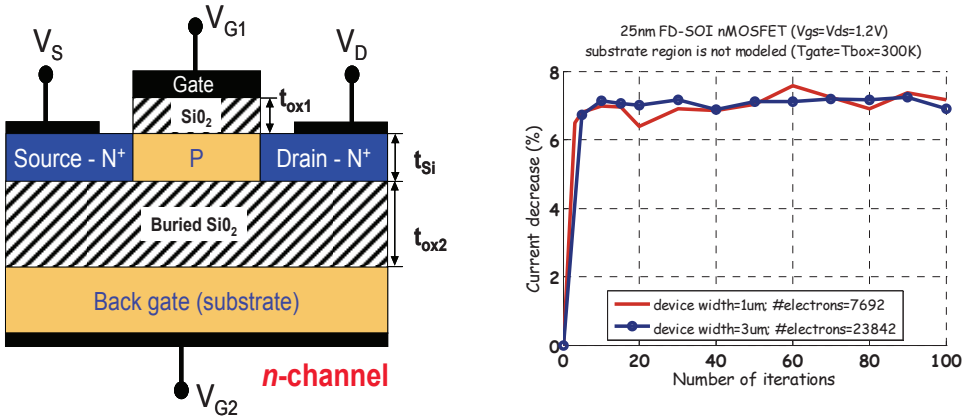 V_G1
V_S
V_D
Gate
t_ox1
Si0₂
Source - N⁺
P
Drain - N⁺
t_Si
Buried Si0₂
t_ox2
Back gate (substrate)
n-channel
V_G2
25nm FD-SOI nMOSFET (Vgs=Vds=1.2V)
substrate region is not modeled (Tgate=Tbox=300K)
8
6
4
2
0
Current decrease (%)
device width=1um; #electrons=7692
device width=3um; #electrons=23842
0 20 40 60 80 100
Number of iterations